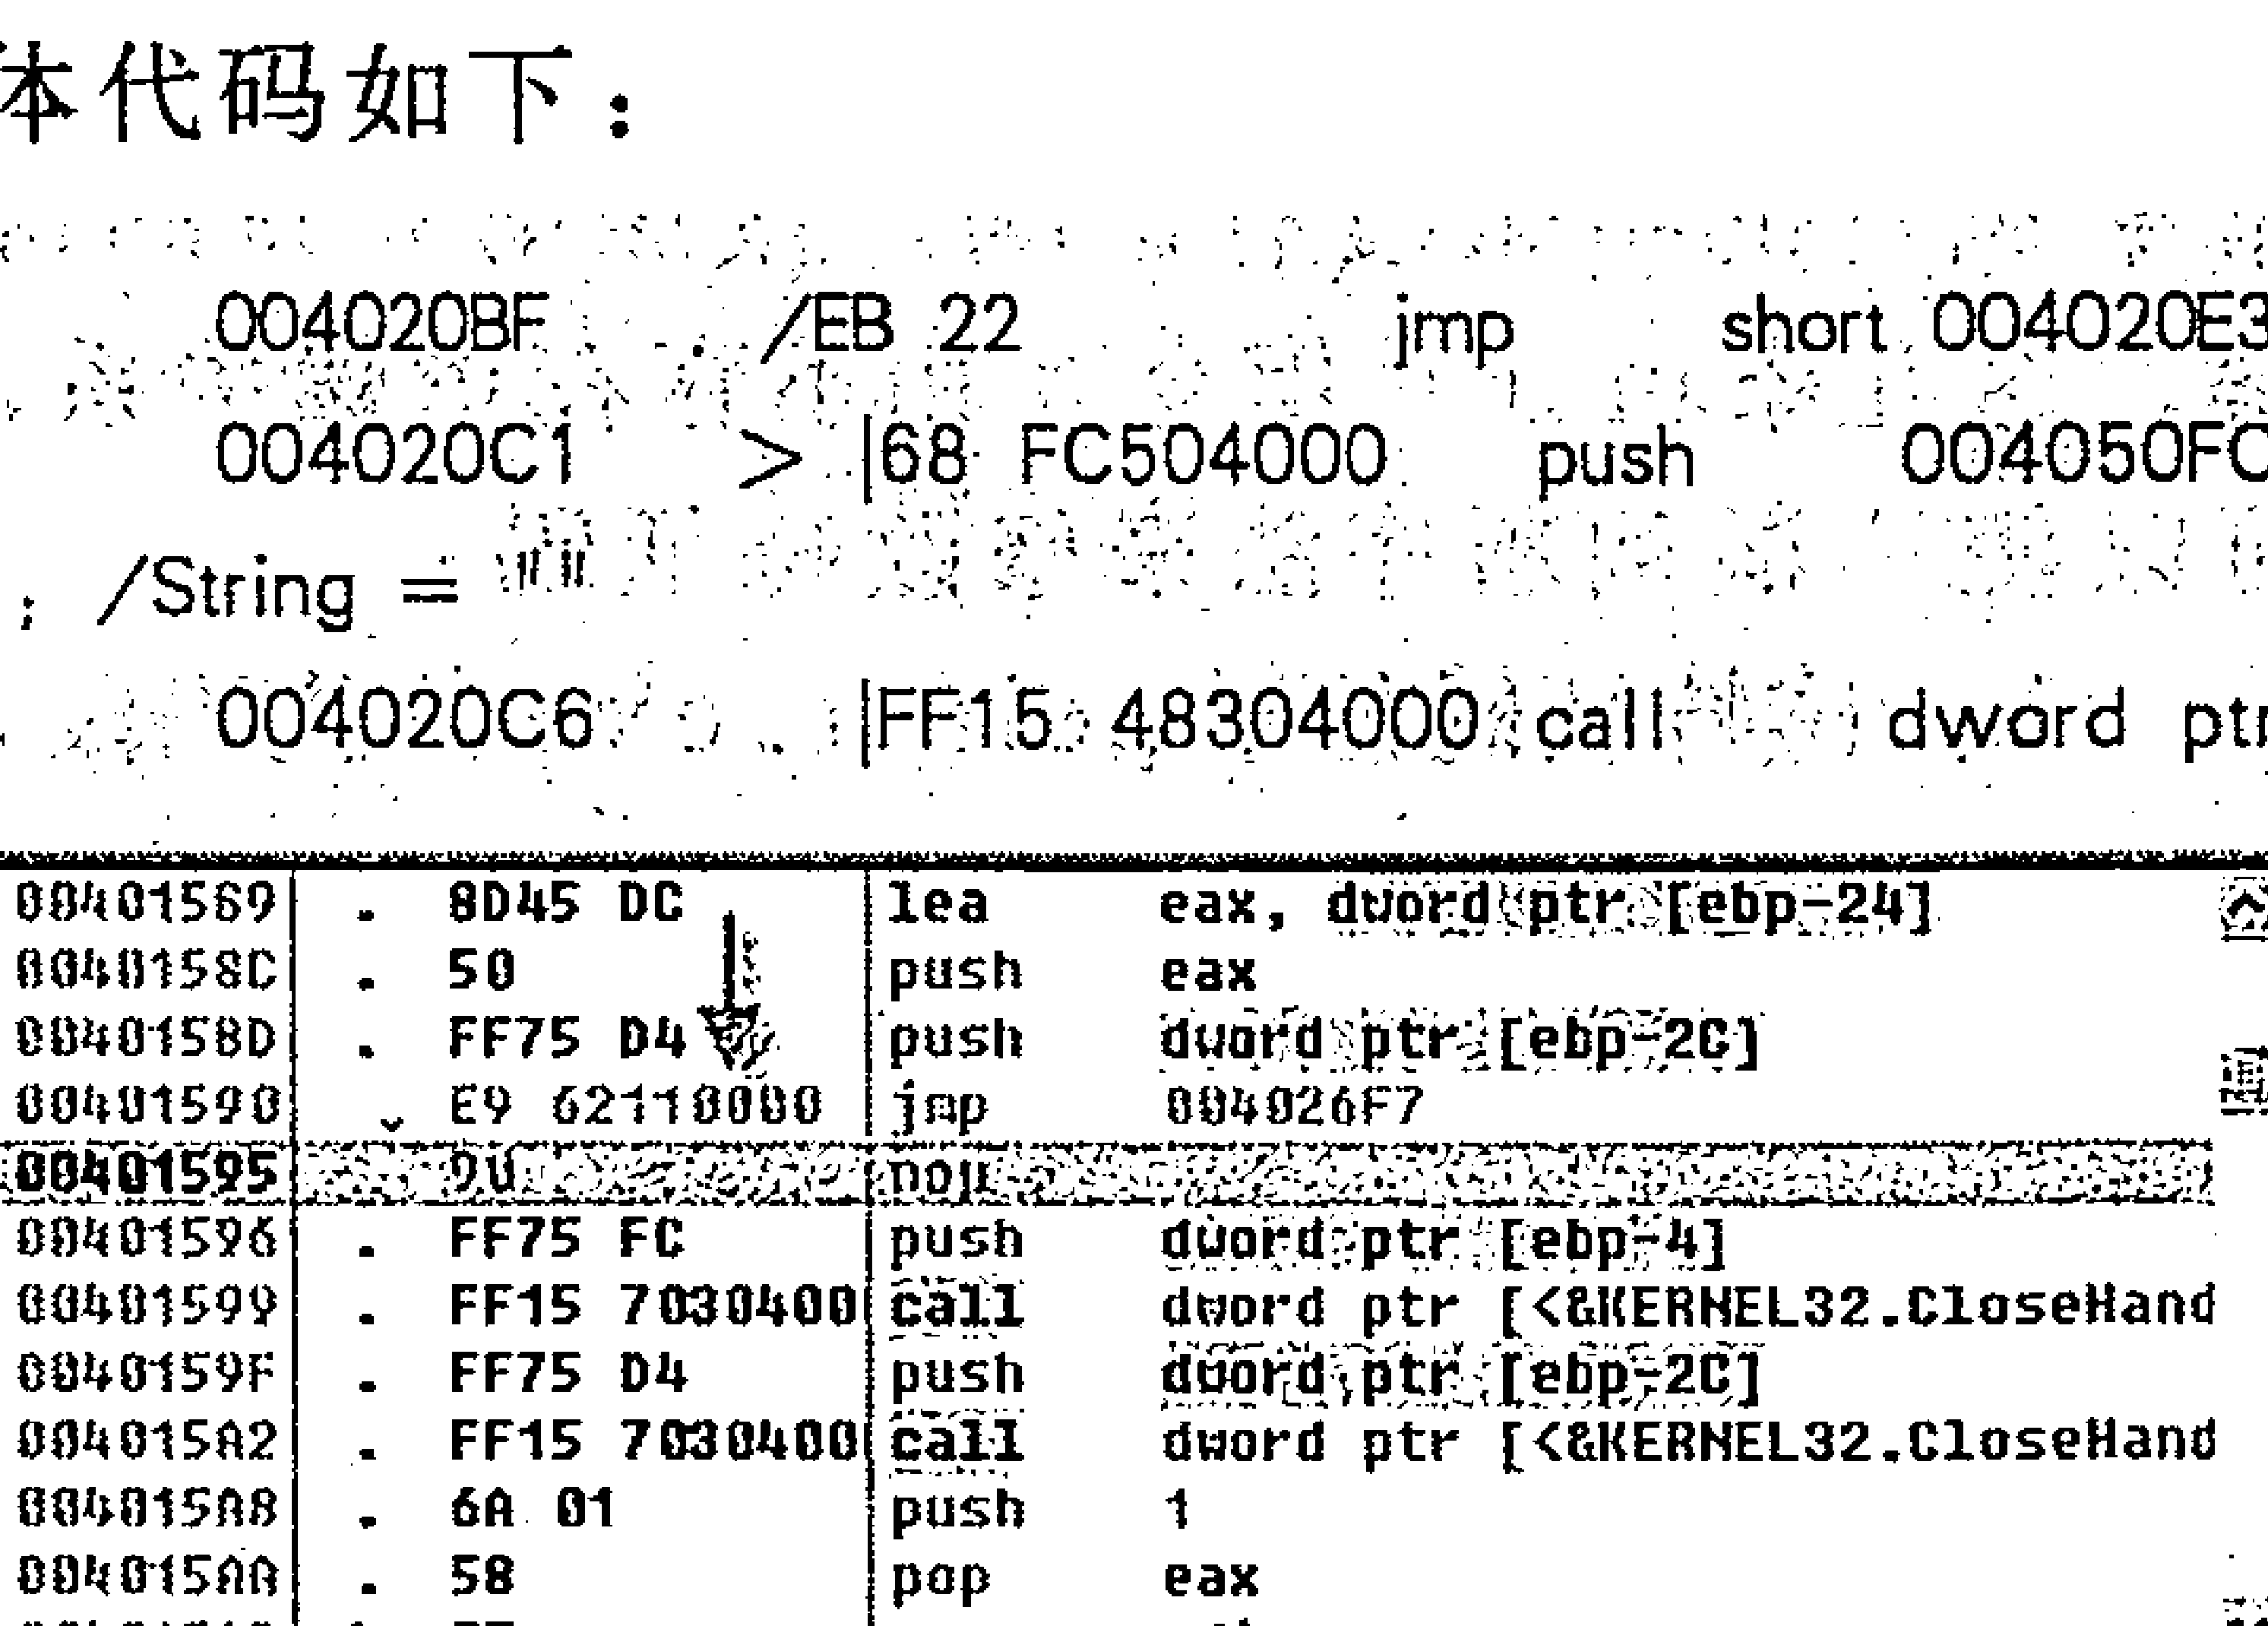 本代码如下：
004020BF /EB 22 jmp short 004020E3
004020C1 > |68 FC504000 push 004050FC
; /String = ""
004020C6 . |FF15 48304000 call dword ptr
00401589 . 8D45 DC lea eax, dword ptr [ebp-24]
0040158C . 50 push eax
0040158D . FF75 D4 push dword ptr [ebp-2C]
00401590 E9 62110000 jmp 004026F7
00401595 90 nop
00401596 . FF75 FC push dword ptr [ebp-4]
00401599 . FF15 7030400 call dword ptr [<&KERNEL32.CloseHand
0040159F . FF75 D4 push dword ptr [ebp-2C]
004015A2 . FF15 7030400 call dword ptr [<&KERNEL32.CloseHand
004015A8 . 6A 01 push 1
004015AA . 58 pop eax